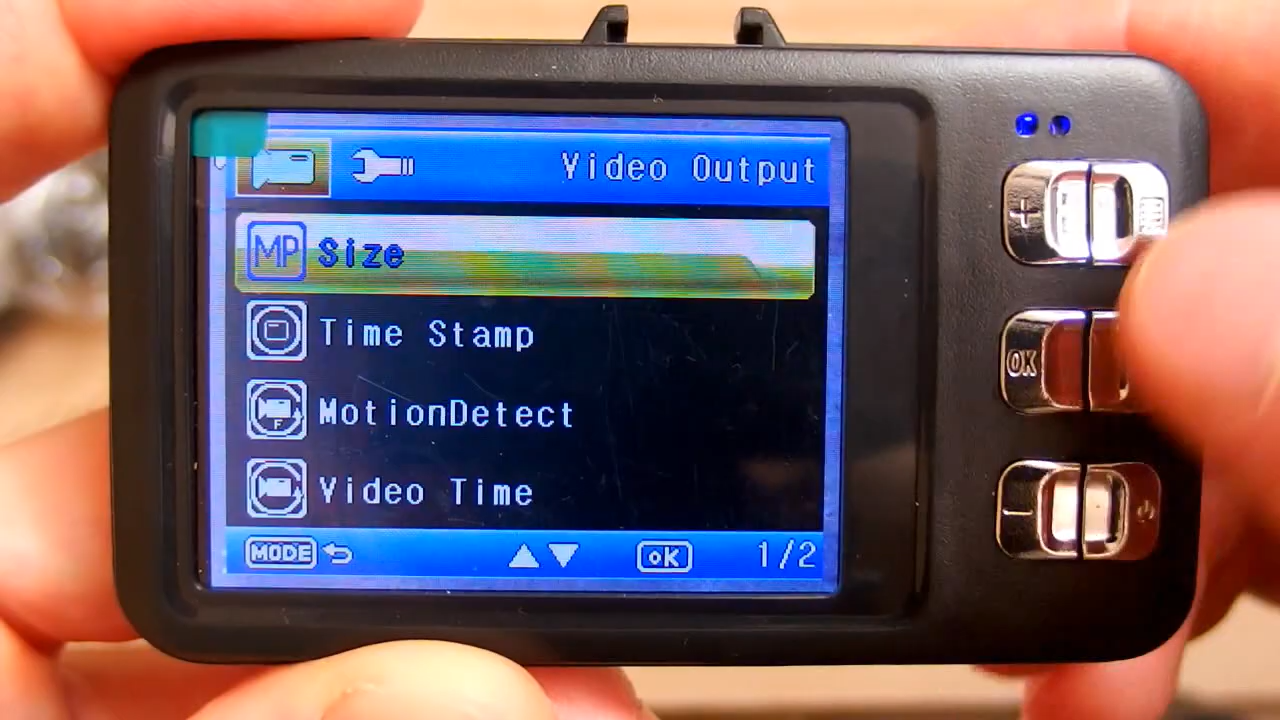 Video Output
MP Size
Time Stamp
F MotionDetect
Video Time
MODE OK 1/2
+
OK
—